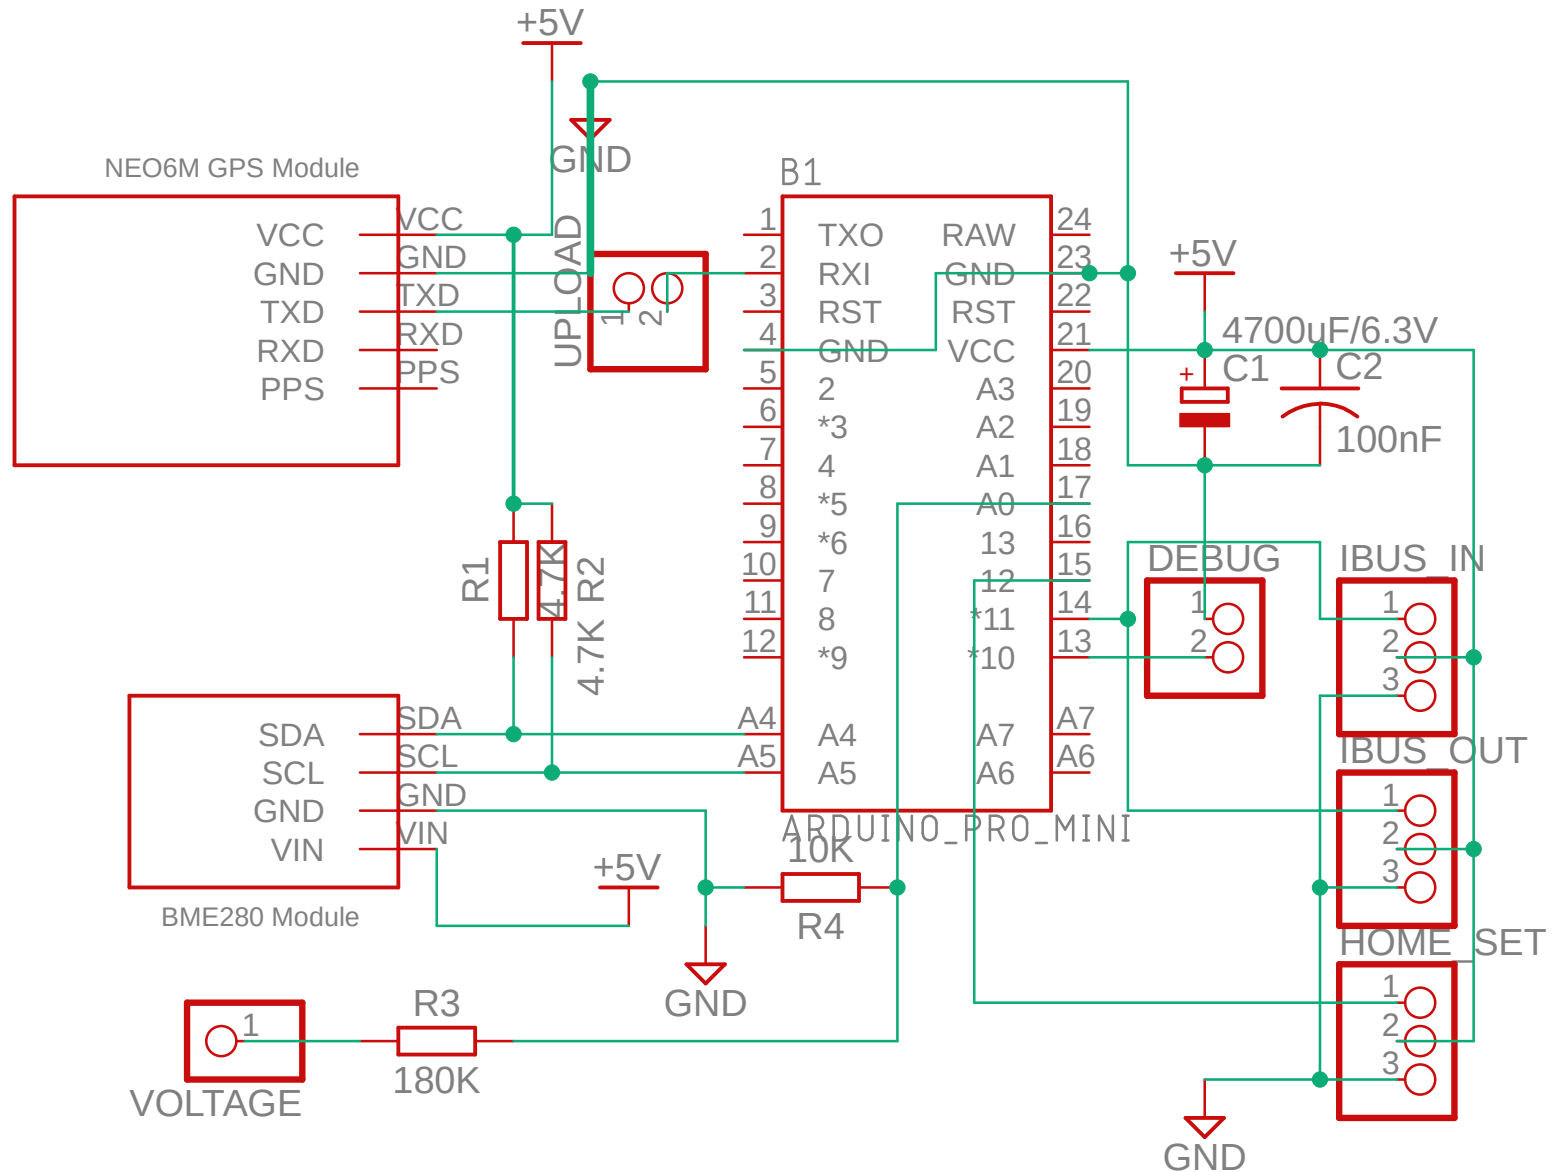 +5V
GND
NEO6M GPS Module
VCC VCC
GND GND
TXD TXD
RXD RXD
PPS PPS
UPLOAD
1
2
B1
1 TXO RAW 24
2 RXI GND 23
3 RST RST 22
4 GND VCC 21
5 2 A3 20
6 *3 A2 19
7 4 A1 18
8 *5 A0 17
9 *6 13 16
10 7 12 15
11 8 *11 14
12 *9 *10 13
A4 A4 A7 A7
A5 A5 A6 A6
ARDUINO_PRO_MINI
+5V
4700uF/6.3V
+
C1
C2
100nF
R1
4.7K
4.7K R2
SDA SDA
SCL SCL
GND GND
VIN VIN
BME280 Module
+5V
10K
R4
GND
DEBUG
1
2
IBUS_IN
1
2
3
IBUS_OUT
1
2
3
HOME_SET
1
2
3
GND
1
VOLTAGE
R3
180K